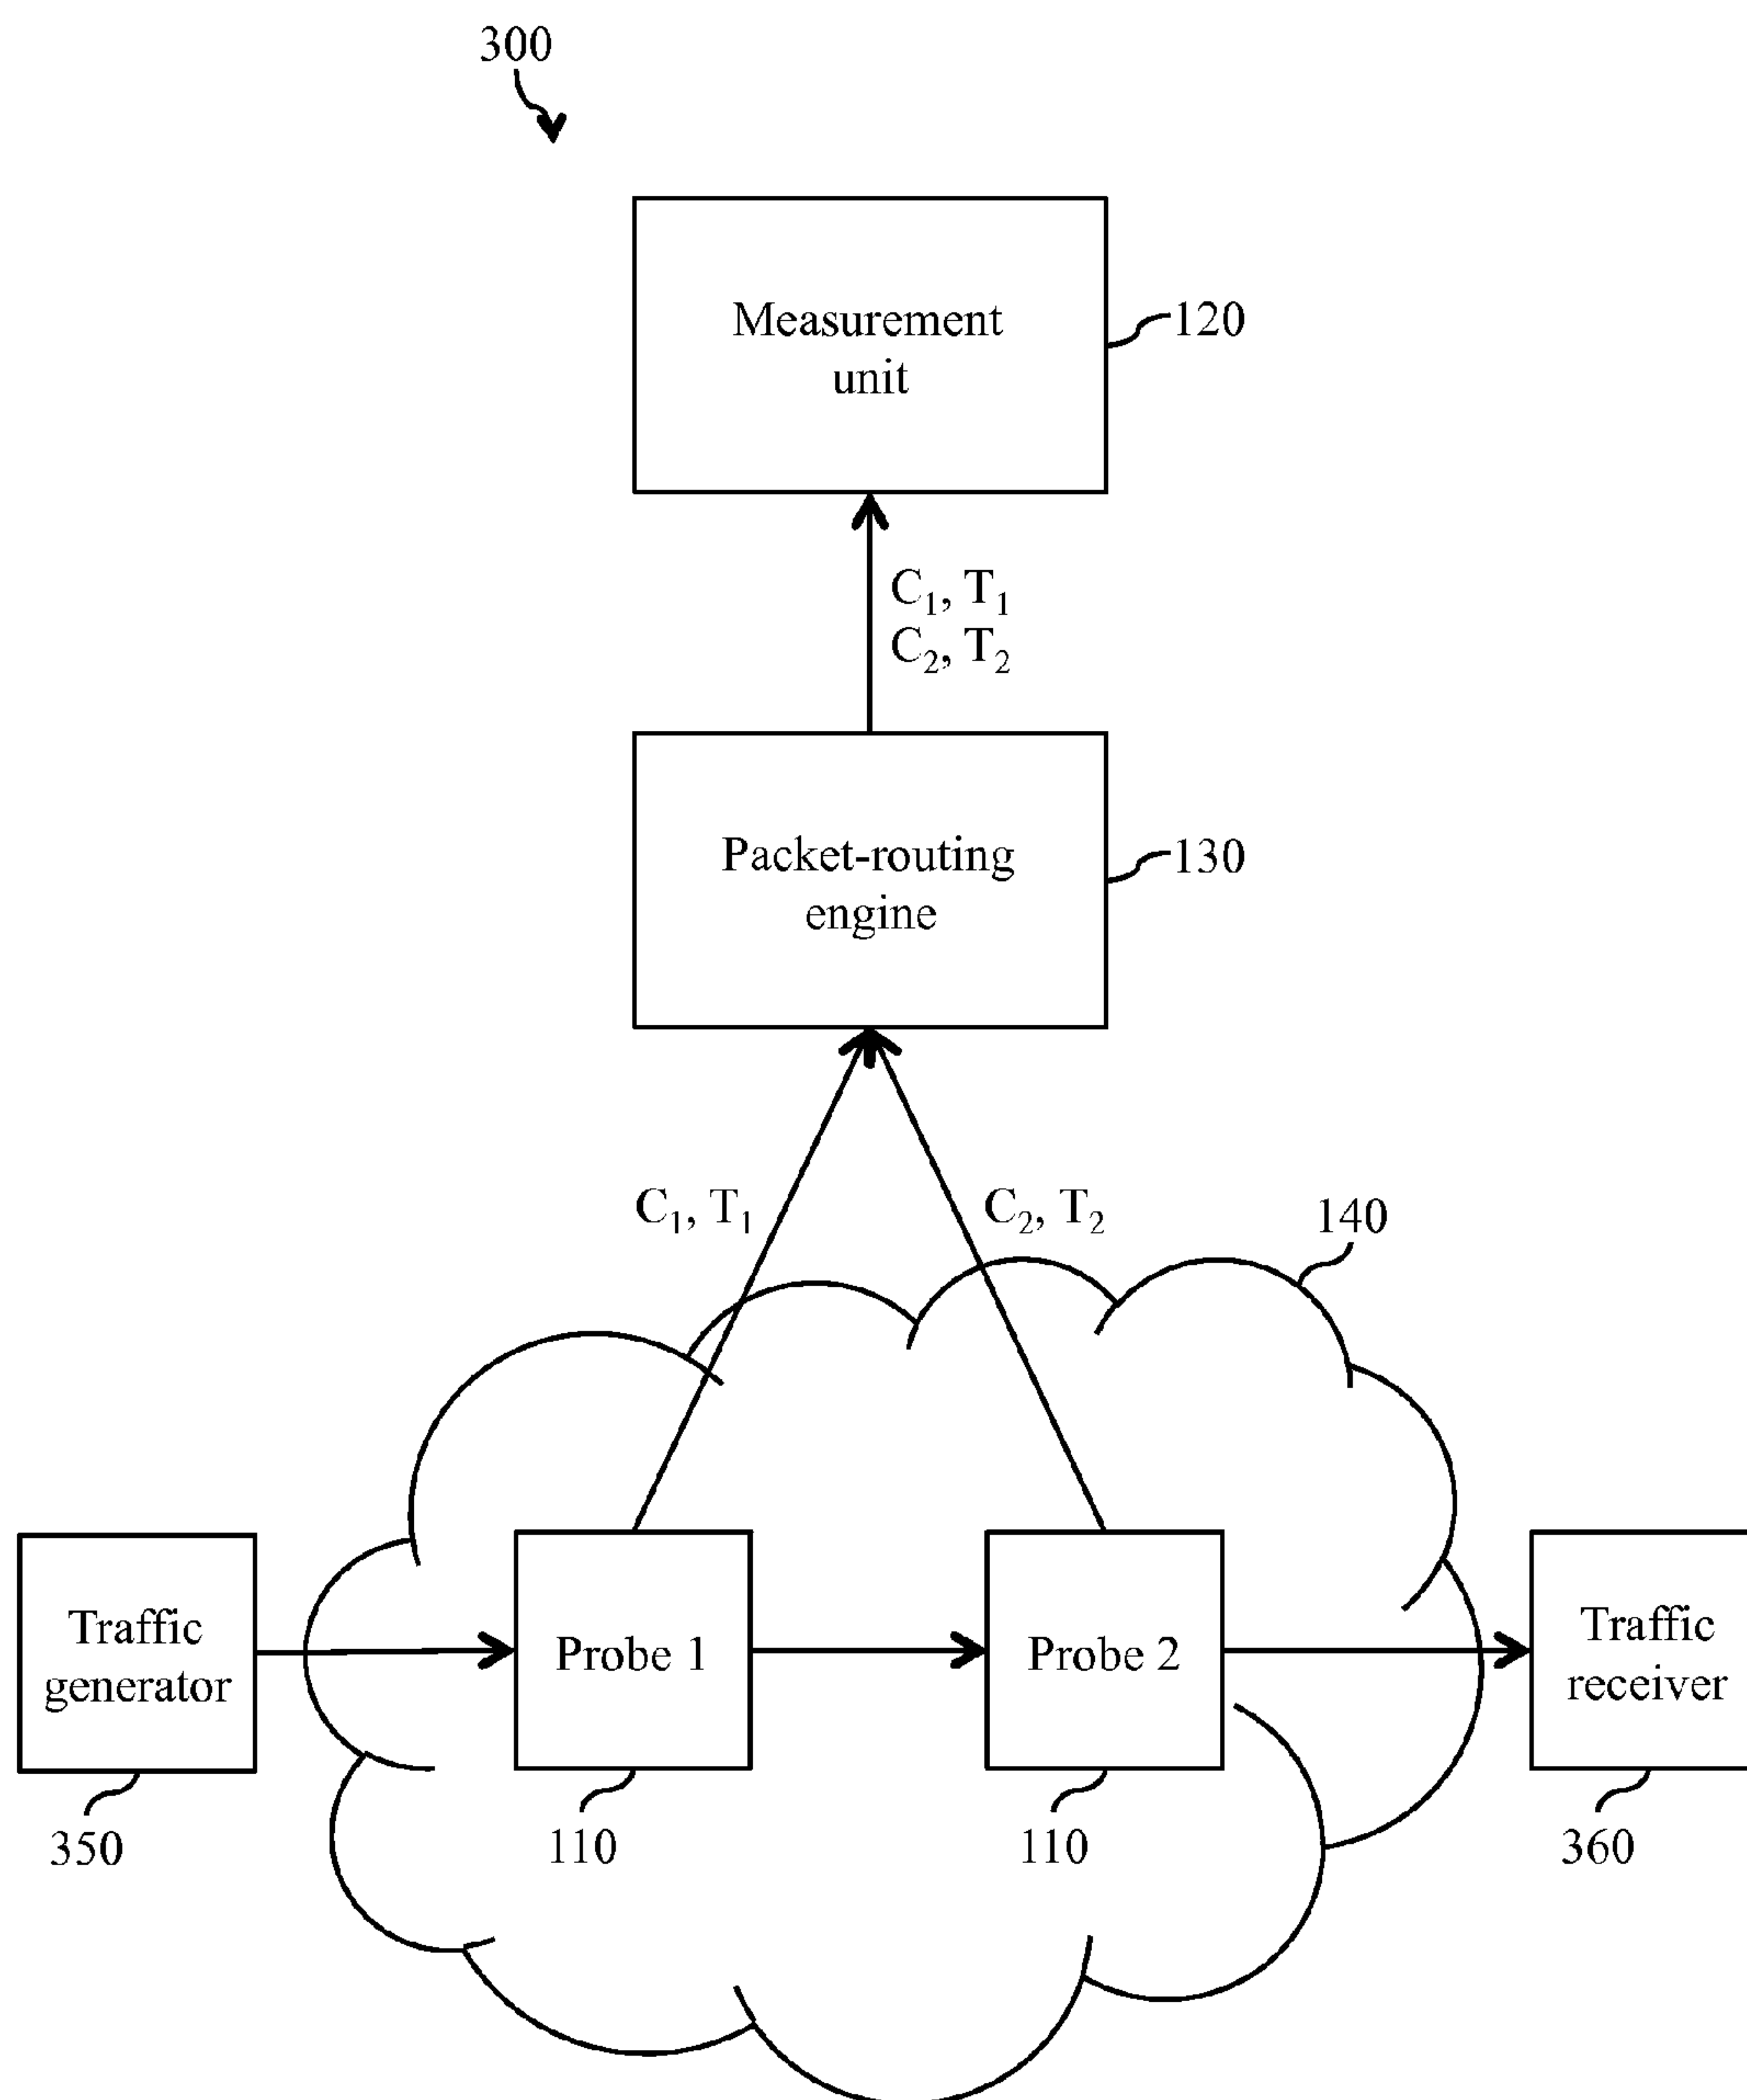 300
Measurement
unit
120
C₁, T₁
C₂, T₂
Packet-routing
engine
130
C₁, T₁
C₂, T₂
140
Traffic
generator
Probe 1
Probe 2
Traffic
receiver
350
110
110
360